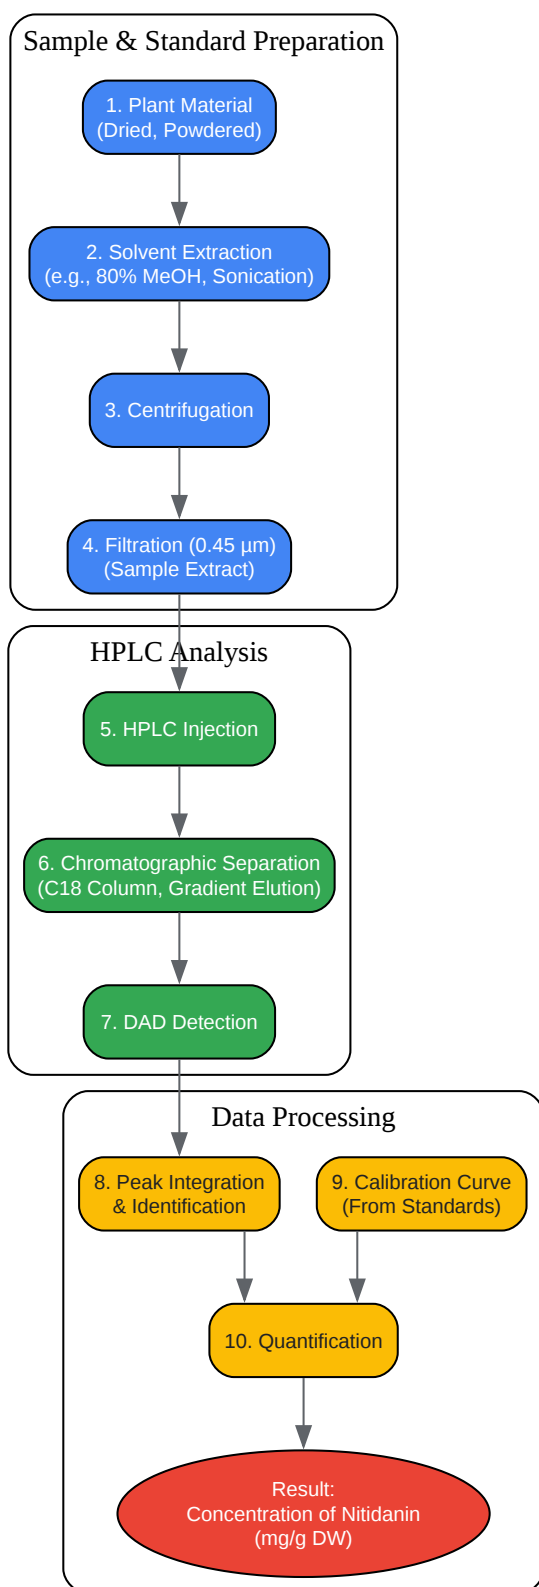 Sample & Standard Preparation
1. Plant Material
(Dried, Powdered)
2. Solvent Extraction
(e.g., 80% MeOH, Sonication)
3. Centrifugation
4. Filtration (0.45 µm)
(Sample Extract)
HPLC Analysis
5. HPLC Injection
6. Chromatographic Separation
(C18 Column, Gradient Elution)
7. DAD Detection
Data Processing
8. Peak Integration
& Identification
9. Calibration Curve
(From Standards)
10. Quantification
Result:
Concentration of Nitidanin
(mg/g DW)